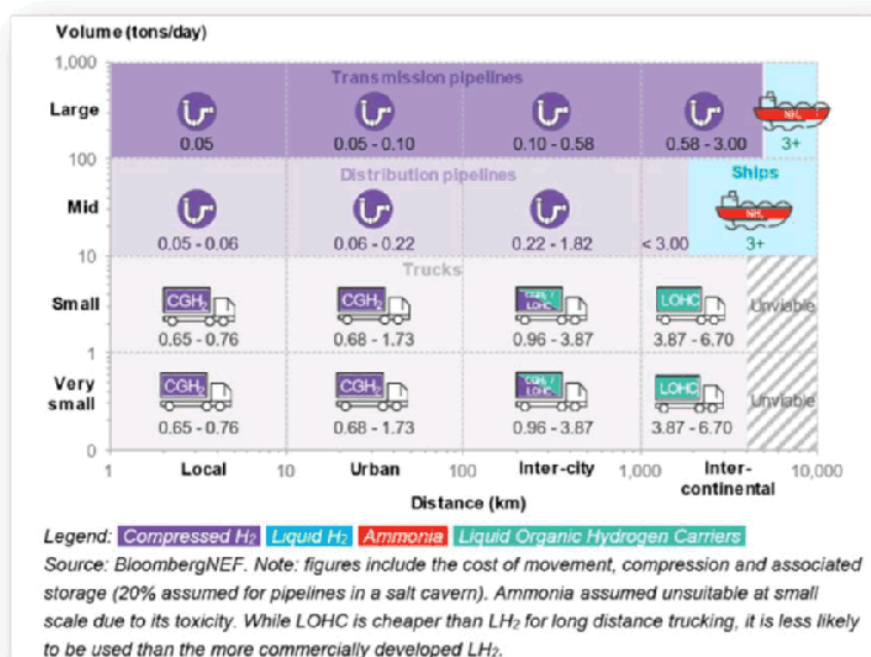 Volume (tons/day)
1,000
Transmission pipelines
Large
NH₃
0.05
0.05 - 0.10
0.10 - 0.58
0.58 - 3.00
3+
100
Distribution pipelines
Ships
Mid
NH₃
0.05 - 0.06
0.06 - 0.22
0.22 - 1.82
< 3.00
3+
10
Trucks
Small
CGH₂
CGH₂
CGH₂ /
LOHC
LOHC
Unviable
0.65 - 0.76
0.68 - 1.73
0.96 - 3.87
3.87 - 6.70
1
Very
small
CGH₂
CGH₂
CGH₂ /
LOHC
LOHC
Unviable
0.65 - 0.76
0.68 - 1.73
0.96 - 3.87
3.87 - 6.70
0
1
Local
10
Urban
100
Inter-city
1,000
Inter-
continental
10,000
Distance (km)
Legend: Compressed H₂ Liquid H₂ Ammonia Liquid Organic Hydrogen Carriers
Source: BloombergNEF. Note: figures include the cost of movement, compression and associated
storage (20% assumed for pipelines in a salt cavern). Ammonia assumed unsuitable at small
scale due to its toxicity. While LOHC is cheaper than LH₂ for long distance trucking, it is less likely
to be used than the more commercially developed LH₂.